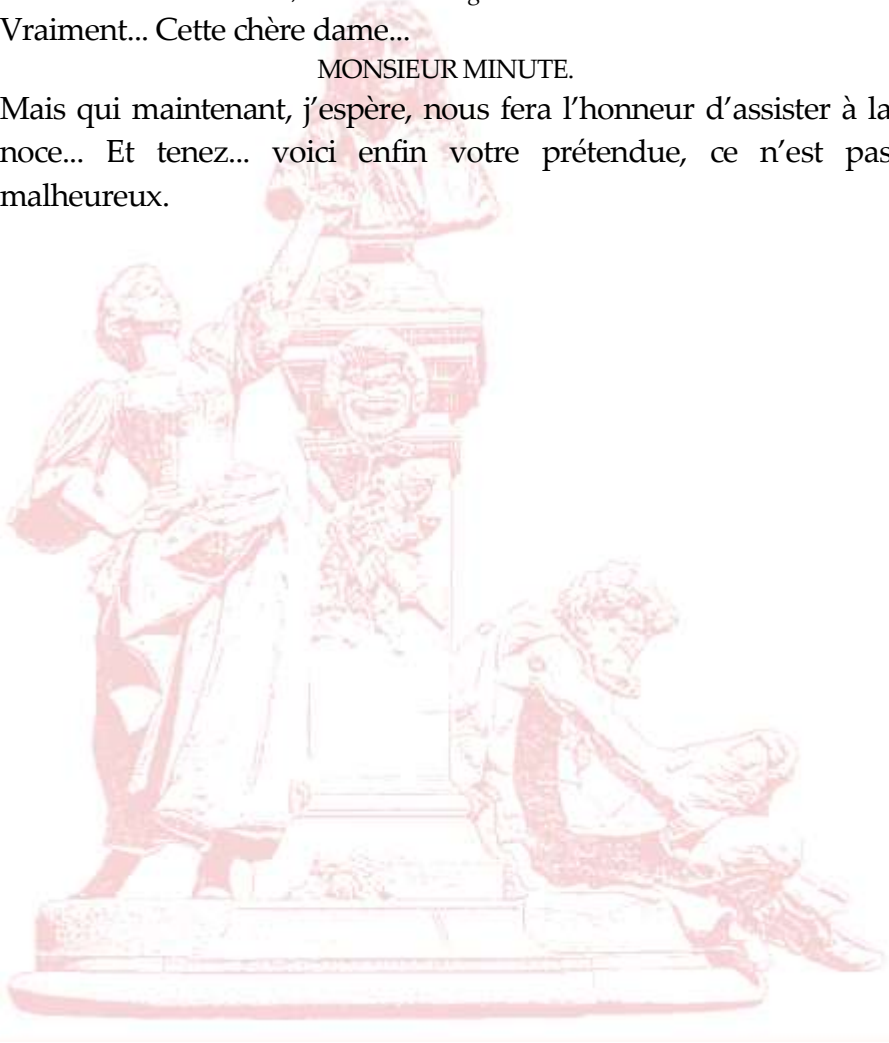 Vraiment... Cette chère dame...
MONSIEUR MINUTE.
Mais qui maintenant, j’espère, nous fera l’honneur d’assister à la
noce... Et tenez... voici enfin votre prétendue, ce n’est pas
malheureux.